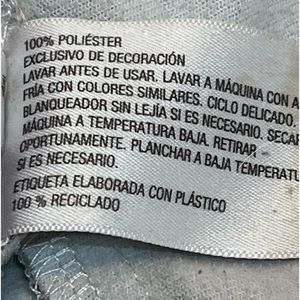 100% POLIÉSTER
EXCLUSIVO DE DECORACIÓN
LAVAR ANTES DE USAR. LAVAR A MÁQUINA CON A
FRÍA CON COLORES SIMILARES. CICLO DELICADO.
BLANQUEADOR SIN LEJÍA SI ES NECESARIO. SECAR
MÁQUINA A TEMPERATURA BAJA. RETIRAR
OPORTUNAMENTE. PLANCHAR A BAJA TEMPERATU
SI ES NECESARIO.
ETIQUETA ELABORADA CON PLÁSTICO
100 % RECICLADO